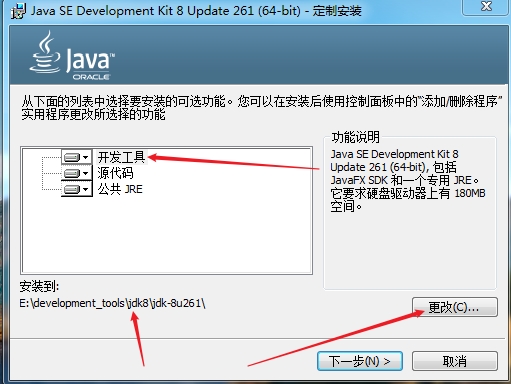 Java SE Development Kit 8 Update 261 (64-bit) - 定制安装
Java™
ORACLE
从下面的列表中选择要安装的可选功能。您可以在安装后使用控制面板中的“添加/删除程序”
实用程序更改所选择的功能
开发工具
源代码
公共 JRE
功能说明
Java SE Development Kit 8
Update 261 (64-bit), 包括
JavaFX SDK 和一个专用 JRE。
它要求硬盘驱动器上有 180MB
空间。
安装到:
E:\development_tools\jdk8\jdk-8u261\
更改(C)...
下一步(N) >
取消